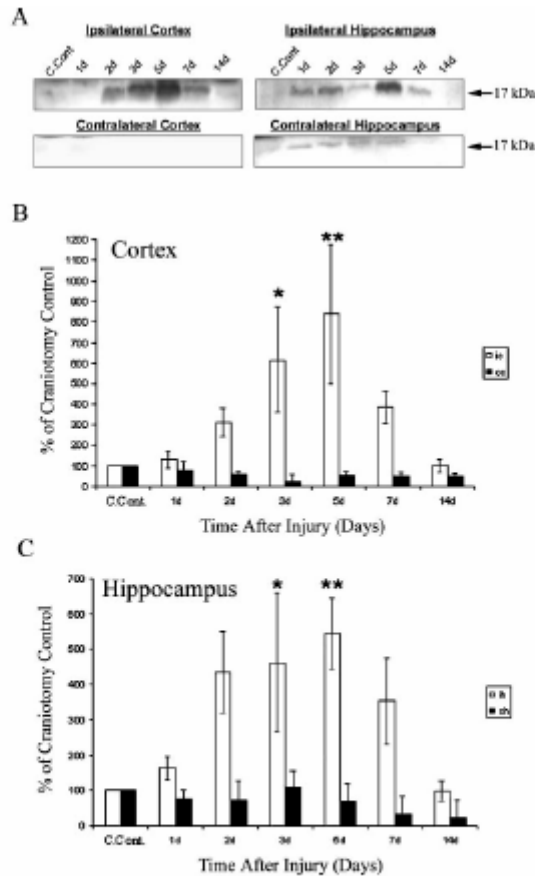 A
Ipsilateral Cortex
Ipsilateral Hippocampus
C.Cont 1d 2d 3d 5d 7d 14d
C.Cont 1d 2d 3d 5d 7d 14d
17 kDa
Contralateral Cortex
Contralateral Hippocampus
17 kDa
B
Cortex
** 
*
1200
1100
1000
900
800
700
600
500
400
300
200
100
0
% of Craniotomy Control
ic
cc
C.Cont. 1d 2d 3d 5d 7d 14d
Time After Injury (Days)
C
Hippocampus
* **
700
600
500
400
300
200
100
0
% of Craniotomy Control
ih
ch
C.Cont. 1d 2d 3d 5d 7d 14d
Time After Injury (Days)